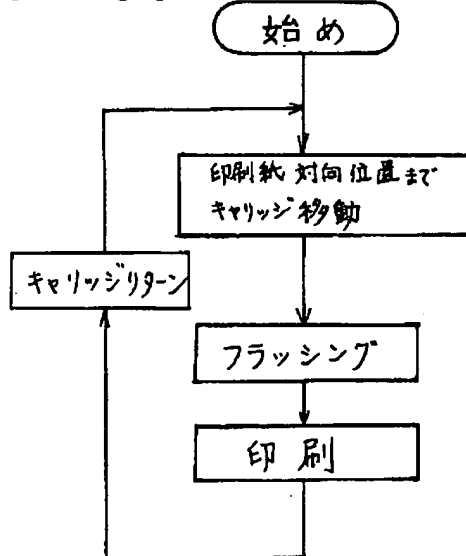 始め
印刷紙対向位置まで
キャリッジ移動
キャリッジリターン
フラッシング
印刷